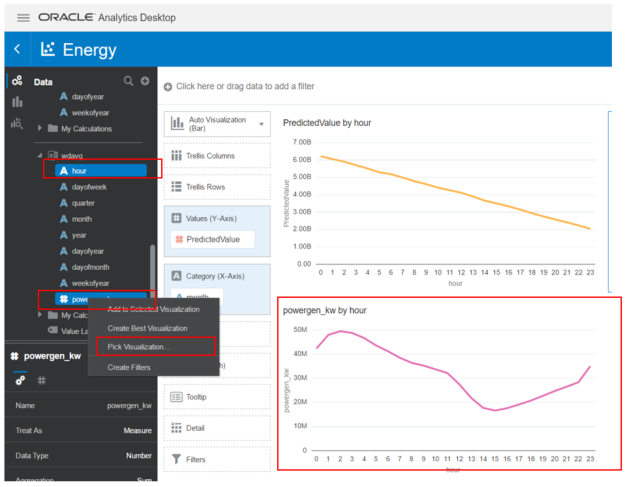 ORACLE Analytics Desktop
Energy
Data
dayofyear
weekofyear
My Calculations
wdavg
hour
dayofweek
quarter
month
year
dayofyear
dayofmonth
weekofyear
My Calc
Value La
Add to Selected Visualization
Create Best Visualization
Pick Visualization...
Create Filters
powergen_kw
Name powergen_kw
Treat As Measure
Data Type Number
Aggregation Sum
Click here or drag data to add a filter
Auto Visualization
(Bar)
Trellis Columns
Trellis Rows
Values (Y-Axis)
PredictedValue
Category (X-Axis)
month
Tooltip
Detail
Filters
PredictedValue by hour
PredictedValue
7.00B
6.00B
5.00B
4.00B
3.00B
2.00B
1.00B
0.00
0 1 2 3 4 5 6 7 8 9 10 11 12 13 14 15 16 17 18 19 20 21 22 23
hour
powergen_kw by hour
powergen_kw
50M
40M
30M
20M
10M
0
0 1 2 3 4 5 6 7 8 9 10 11 12 13 14 15 16 17 18 19 20 21 22 23
hour